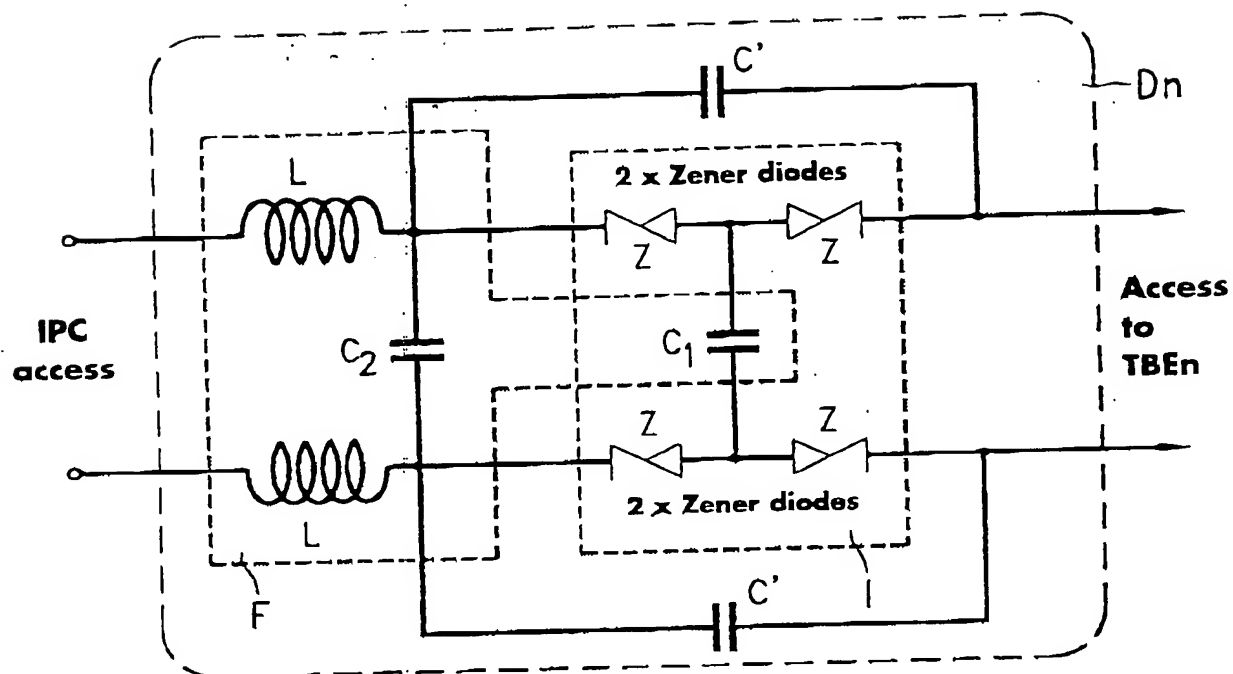 C'
Dn
L
2 x Zener diodes
Z
Z
IPC
access
C2
C1
Access
to
TBEn
Z
Z
2 x Zener diodes
L
F
C'
I